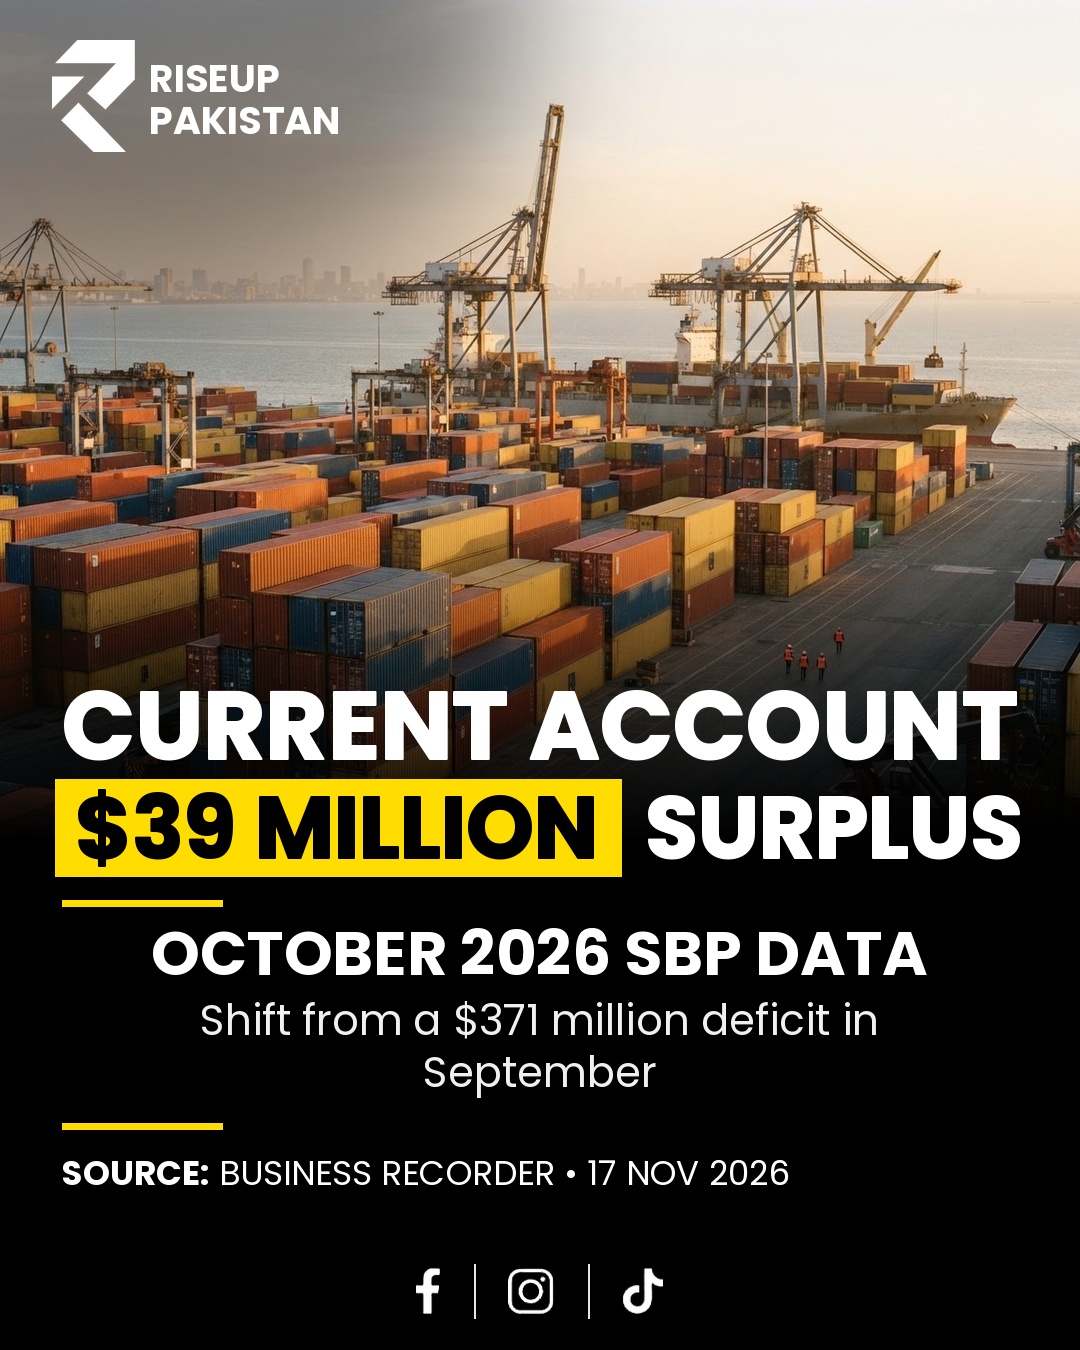 RISEUP
PAKISTAN
CURRENT ACCOUNT
$39 MILLION SURPLUS
OCTOBER 2026 SBP DATA
Shift from a $371 million deficit in
September
SOURCE: BUSINESS RECORDER • 17 NOV 2026